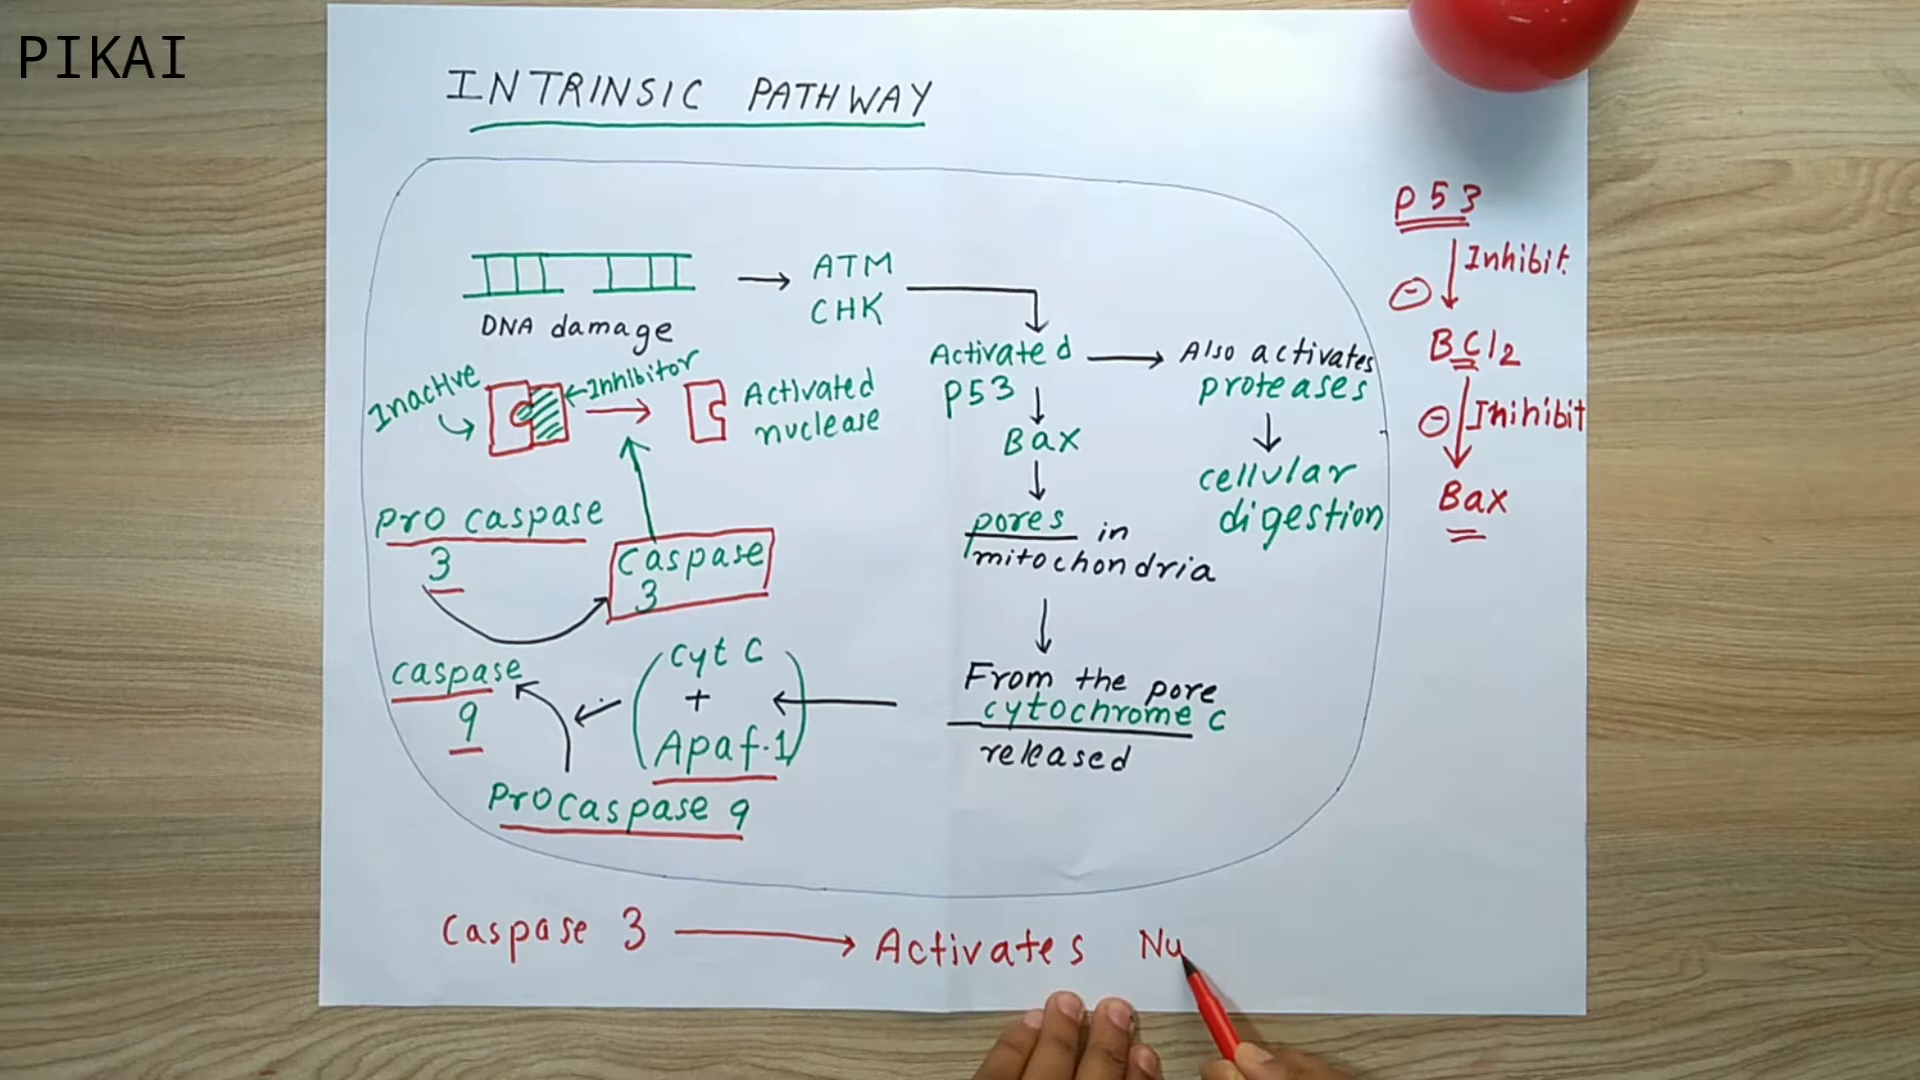 PIKAI
INTRINSIC PATHWAY
DNA damage
ATM
CHK
Activated
P53
Also activates
proteases
cellular
digestion
Bax
pores in
mitochondria
From the pore
cytochrome c
released
Cyt C
+
Apaf-1
Procaspase 9
caspase
9
Pro caspase
3
caspase
3
Inactive
Inhibitor
Activated
nuclease
P53
Inhibit
-
BCl2
-
Inihibit
Bax
Caspase 3
Activates Nu